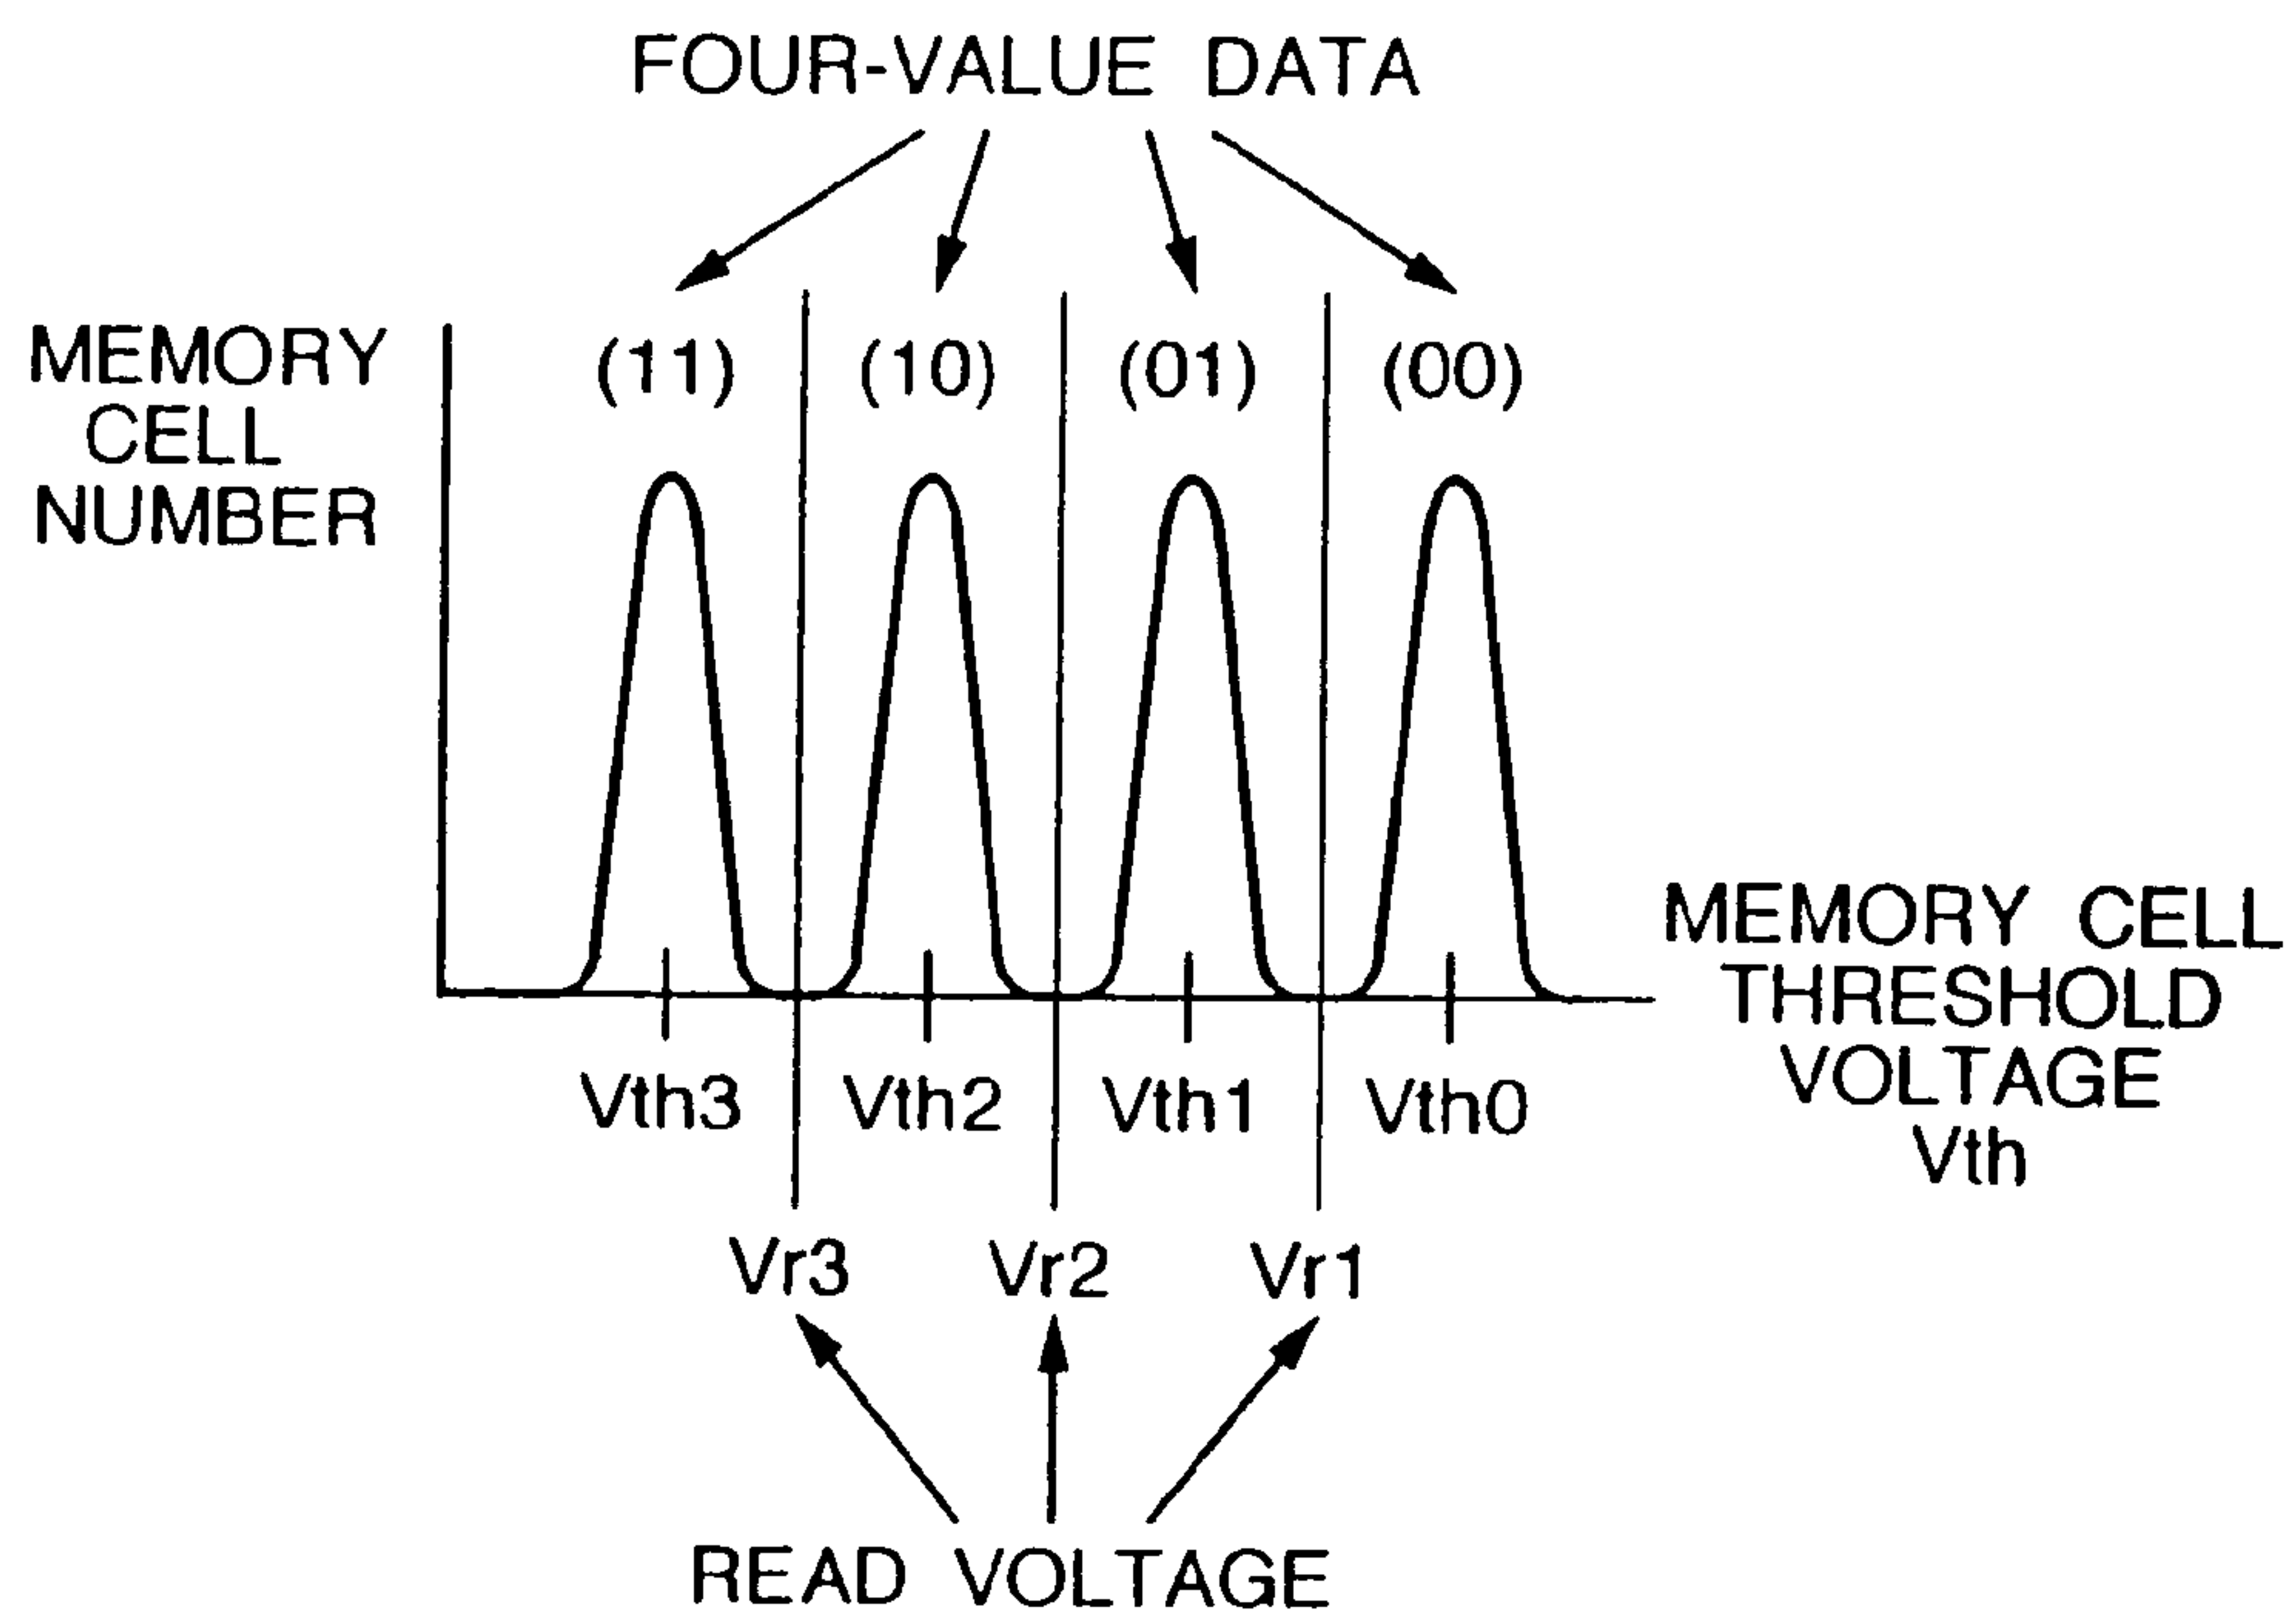 FOUR-VALUE DATA
MEMORY
CELL
NUMBER
(11) (10) (01) (00)
MEMORY CELL
THRESHOLD
VOLTAGE
Vth
Vth3 Vth2 Vth1 Vth0
Vr3 Vr2 Vr1
READ VOLTAGE